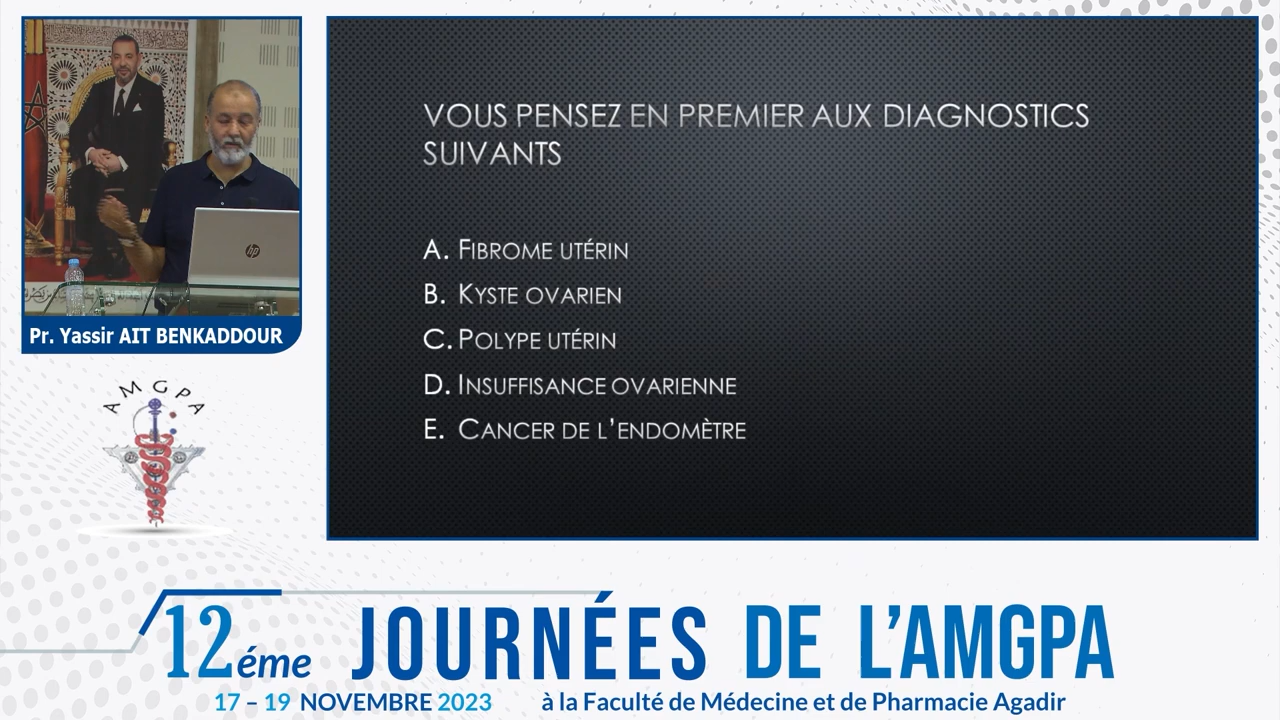 VOUS PENSEZ EN PREMIER AUX DIAGNOSTICS
SUIVANTS
A. FIBROME UTÉRIN
B. KYSTE OVARIEN
C. POLYPE UTÉRIN
D. INSUFFISANCE OVARIENNE
E. CANCER DE L'ENDOMÈTRE
hp
Pr. Yassir AIT BENKADDOUR
AMGPA
12éme JOURNÉES DE L'AMGPA
17 – 19 NOVEMBRE 2023 à la Faculté de Médecine et de Pharmacie Agadir